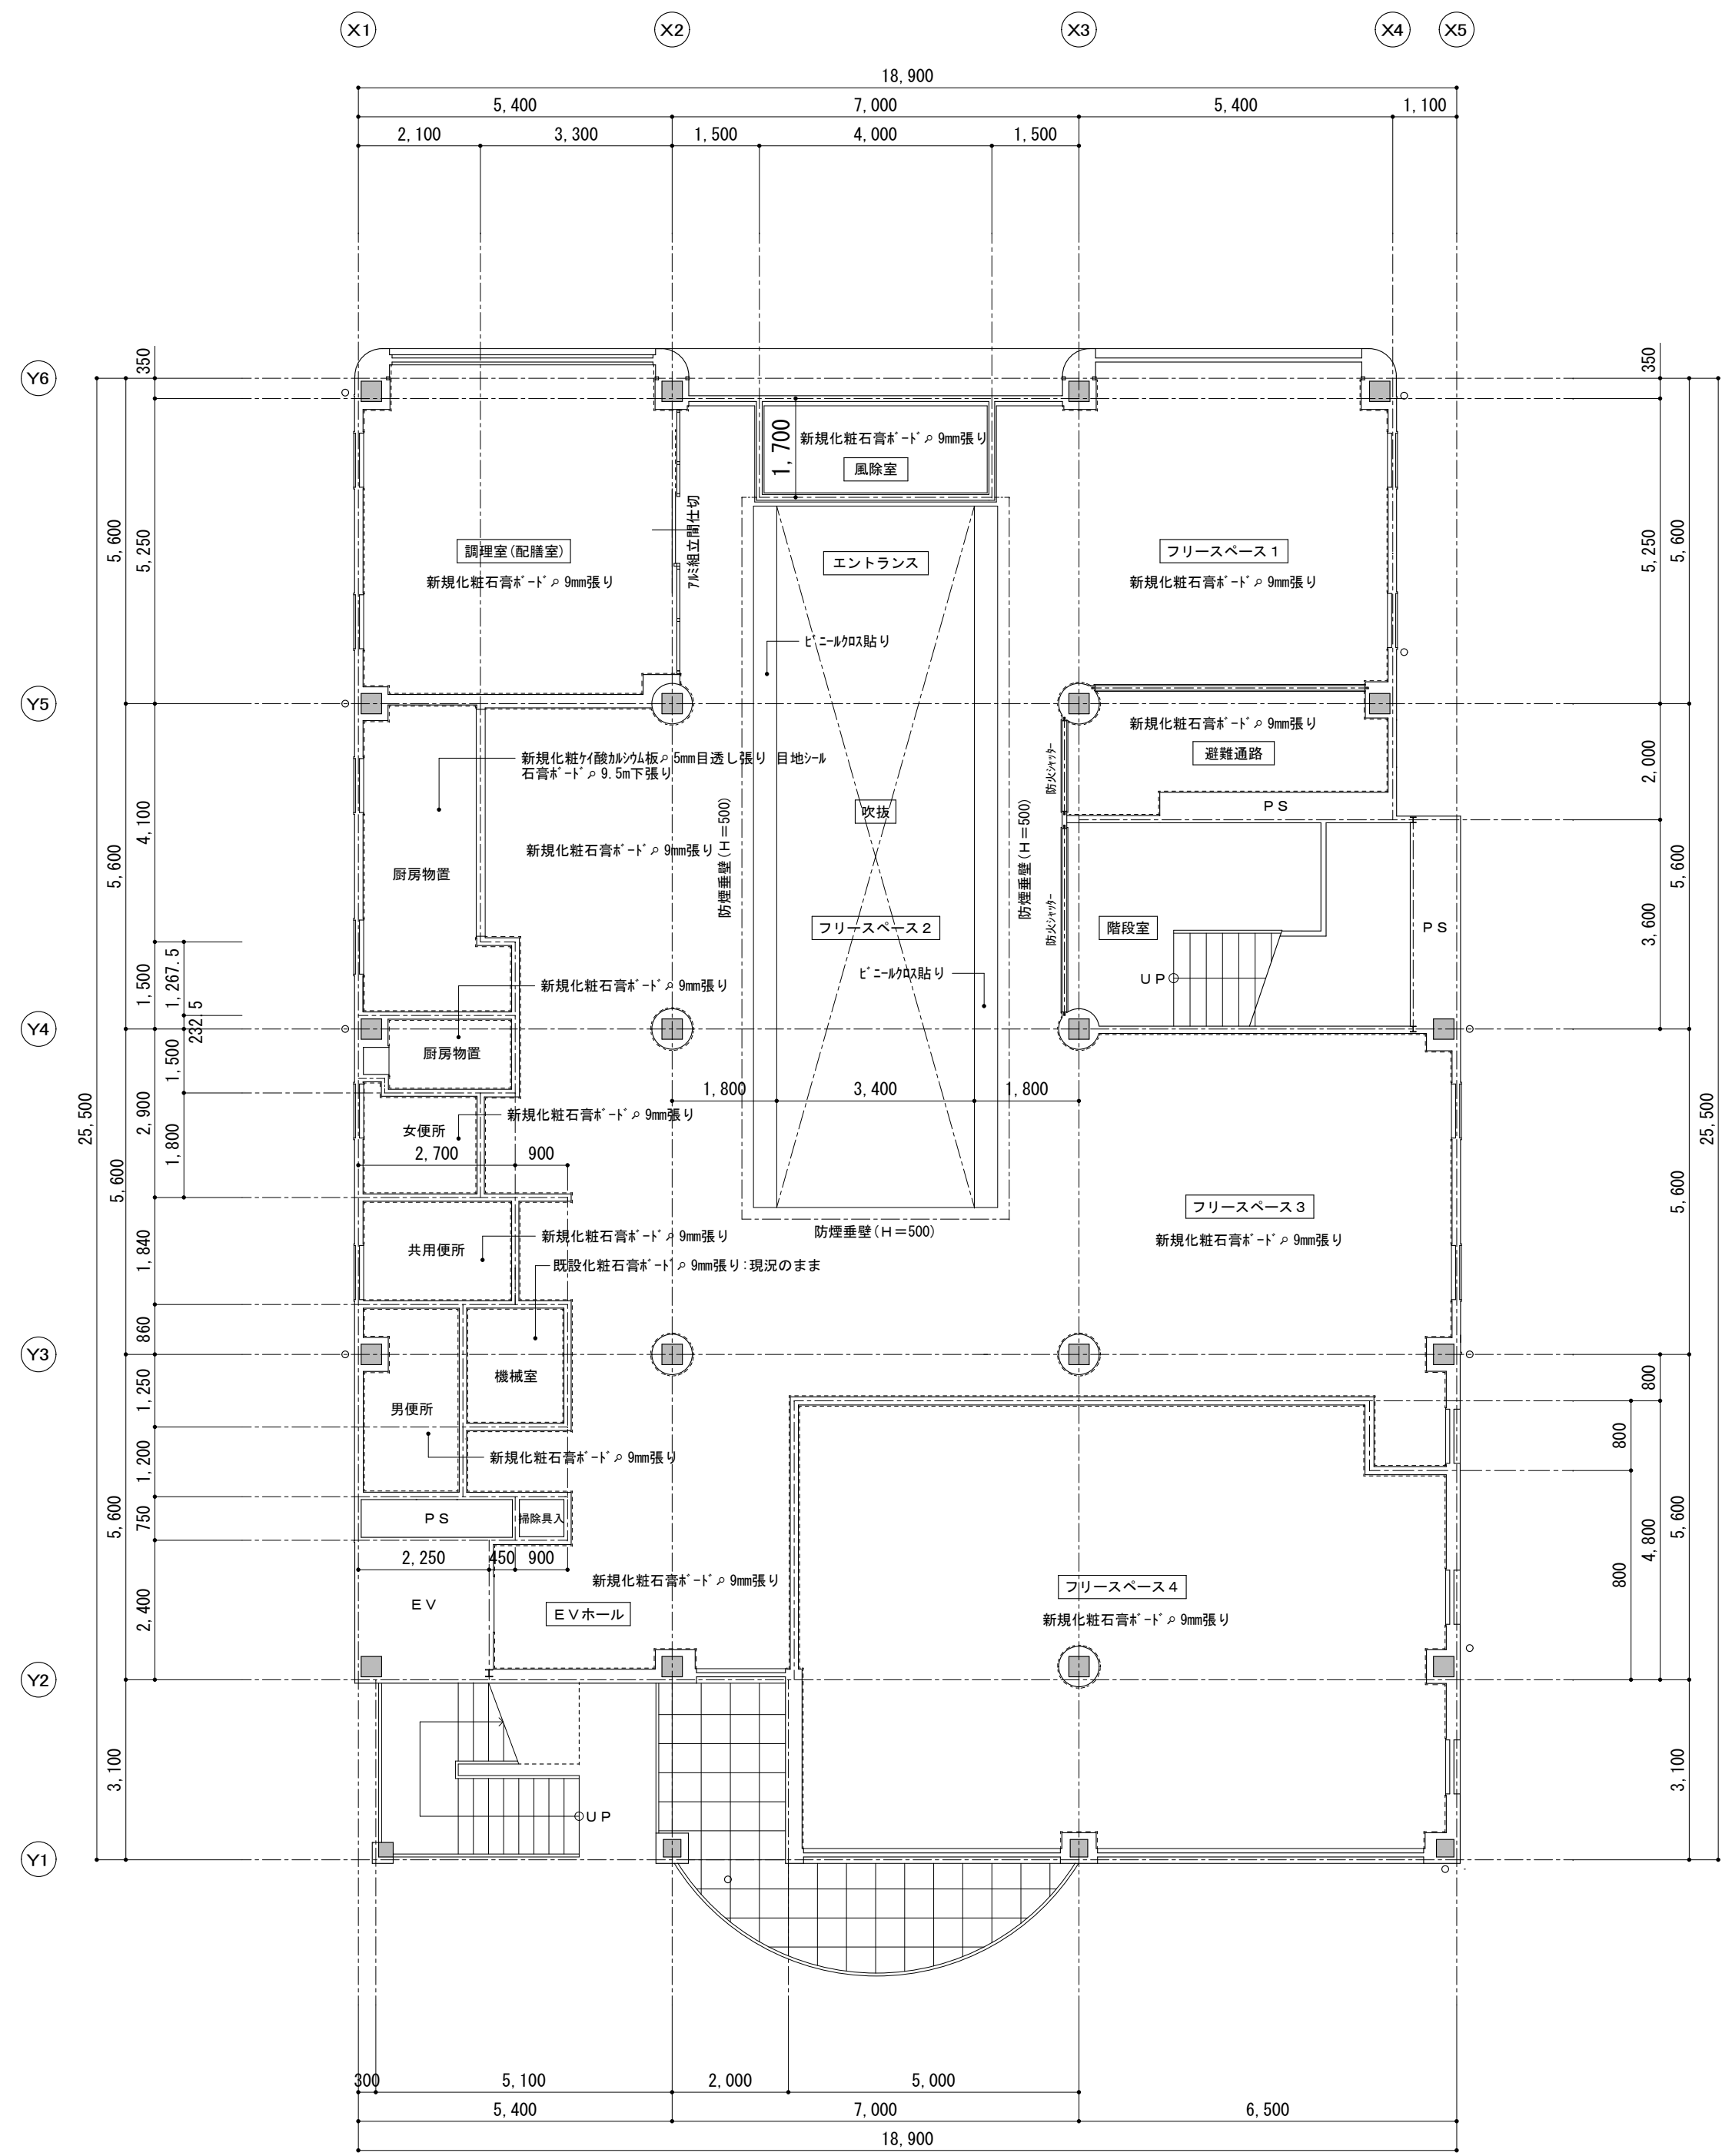 X1
X2
X3
X4
X5
18,900
5,400
7,000
5,400
1,100
2,100
3,300
1,500
4,000
1,500
350
350
Y6
1,700
新規化粧石膏ボード 9mm張り
風除室
アルミ組立間仕切
調理室(配膳室)
新規化粧石膏ボード 9mm張り
エントランス
フリースペース1
新規化粧石膏ボード 9mm張り
5,600
5,250
5,250
5,600
ビニールクロス貼り
Y5
新規化粧石膏ボード 9mm張り
避難通路
防火シャッター
2,000
新規化粧ケイ酸カルシウム板 5mm目透し張り 目地シール
石膏ボード 9.5m下張り
PS
吹抜
防煙垂壁(H=500)
防煙垂壁(H=500)
4,100
5,600
新規化粧石膏ボード 9mm張り
厨房物置
5,600
3,600
防火シャッター
フリースペース2
階段室
PS
UP
ビニールクロス貼り
1,500
1,267.5
232.5
新規化粧石膏ボード 9mm張り
Y4
厨房物置
1,500
1,800
3,400
1,800
25,500
25,500
2,900
1,800
新規化粧石膏ボード 9mm張り
女便所
2,700
900
5,600
5,600
フリースペース3
新規化粧石膏ボード 9mm張り
防煙垂壁(H=500)
新規化粧石膏ボード 9mm張り
共用便所
1,840
既設化粧石膏ボード 9mm張り:現況のまま
860
Y3
機械室
1,250
800
男便所
800
新規化粧石膏ボード 9mm張り
1,200
5,600
750
PS
掃除具入
5,600
4,800
2,250
450
900
新規化粧石膏ボード 9mm張り
フリースペース4
新規化粧石膏ボード 9mm張り
800
EV
EVホール
2,400
Y2
3,100
3,100
UP
Y1
300
5,100
2,000
5,000
5,400
7,000
6,500
18,900